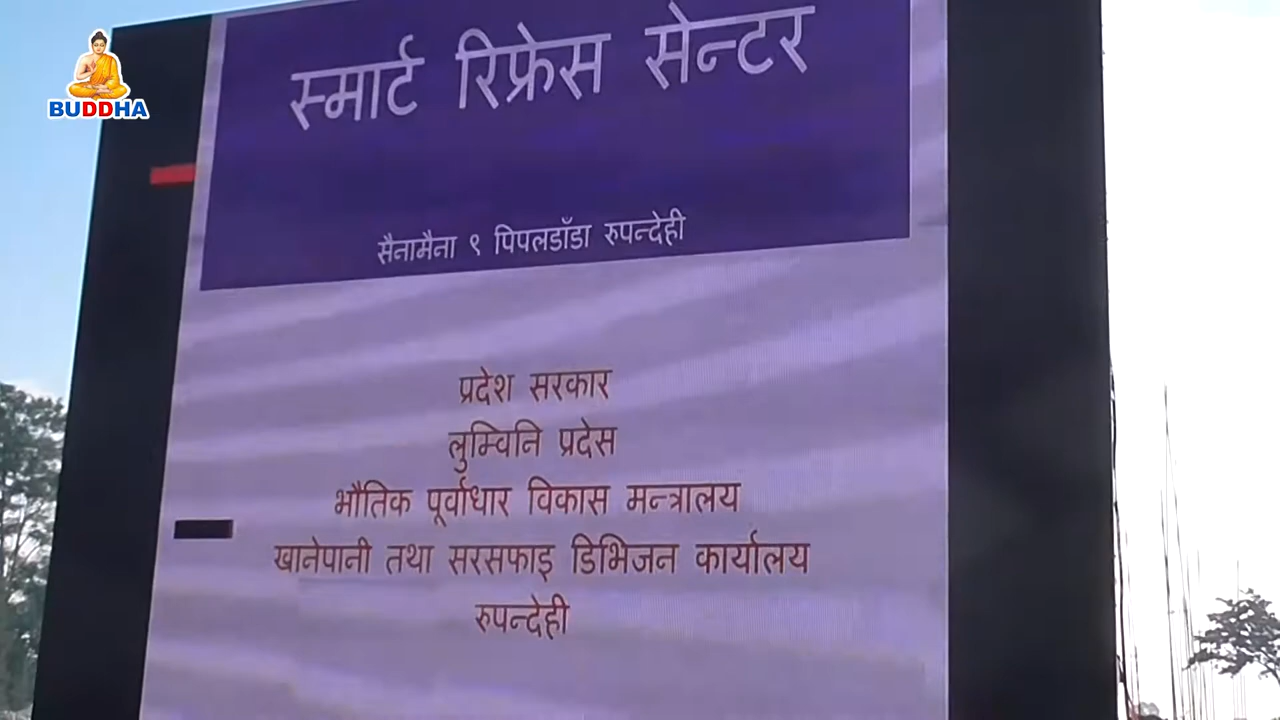 BUDDHA
स्मार्ट रिफ्रेस सेन्टर
सैनामैना ९ पिपलडाँडा रुपन्देही
प्रदेश सरकार
लुम्विनि प्रदेस
भौतिक पूर्वाधार विकास मन्त्रालय
खानेपानी तथा सरसफाइ डिभिजन कार्यालय
रुपन्देही